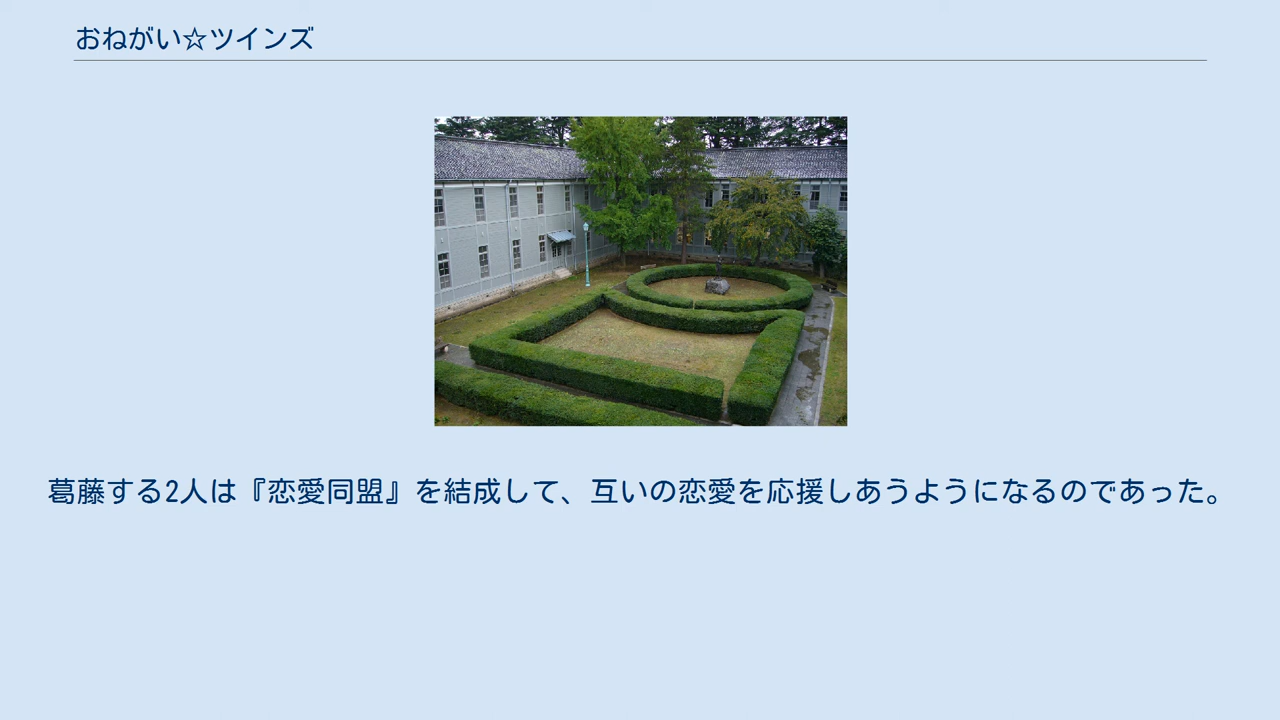 おねがい☆ツインズ
葛藤する2人は『恋愛同盟』を結成して、互いの恋愛を応援しあうようになるのであった。